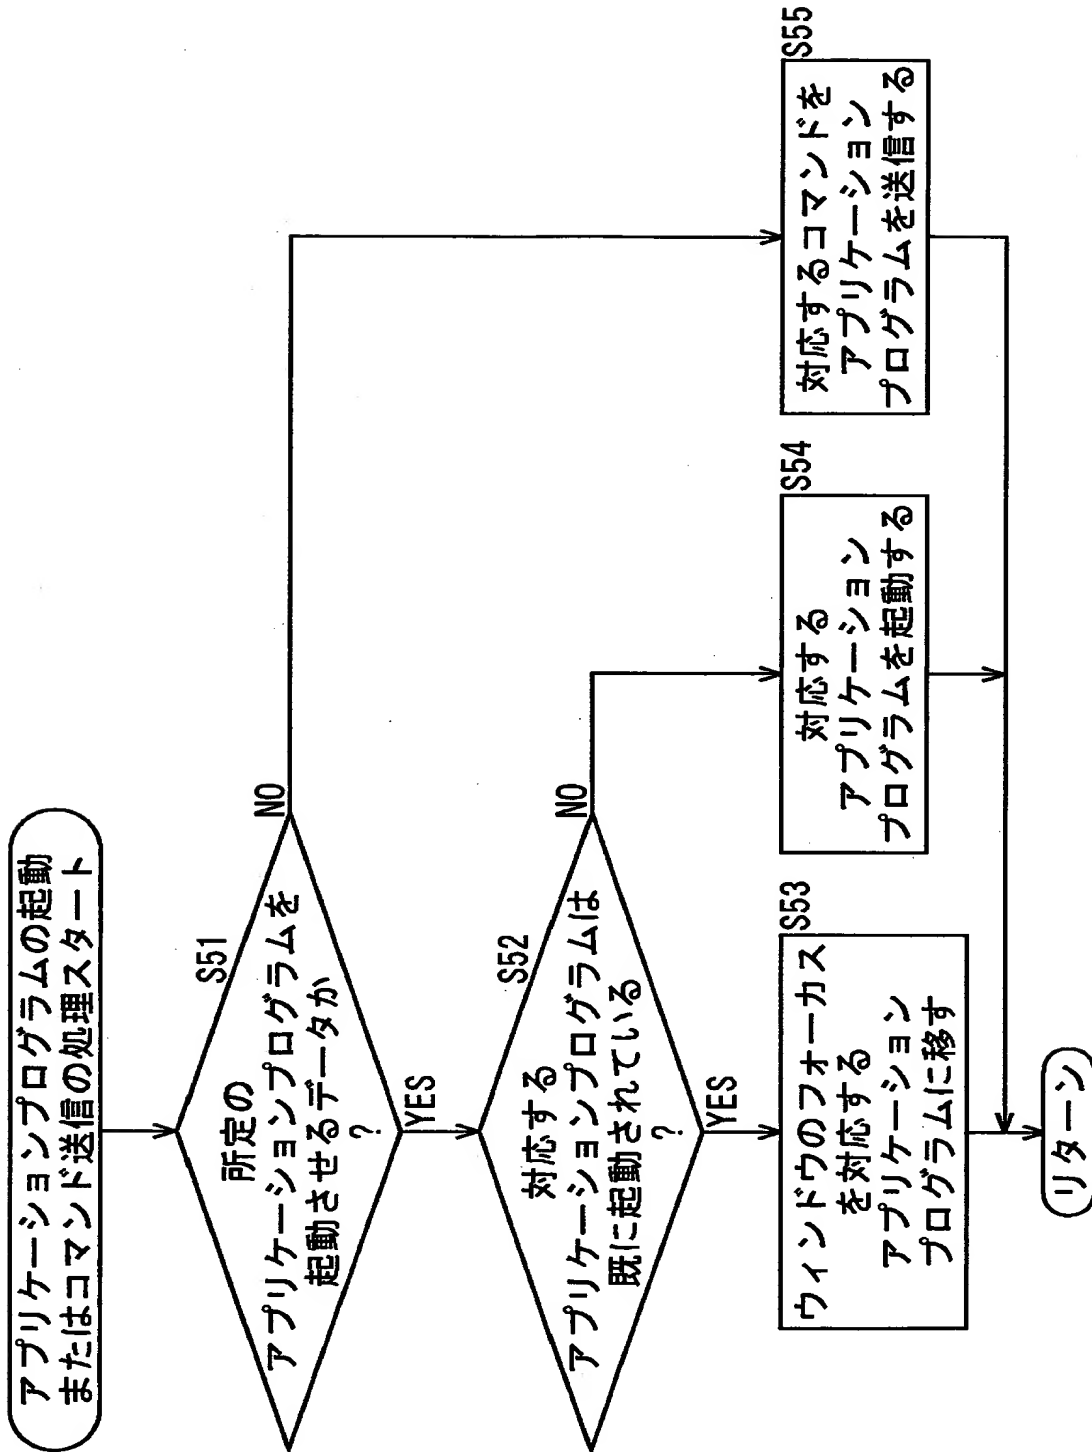 アプリケーションプログラムの起動
またはコマンド送信の処理スタート
S51
所定の
アプリケーションプログラムを
起動させるデータか
?
NO
YES
S52
対応する
アプリケーションプログラムは
既に起動されている
?
NO
YES
S53
ウィンドウのフォーカス
を対応する
アプリケーション
プログラムに移す
S54
対応する
アプリケーション
プログラムを起動する
S55
対応するコマンドを
アプリケーション
プログラムを送信する
リターン